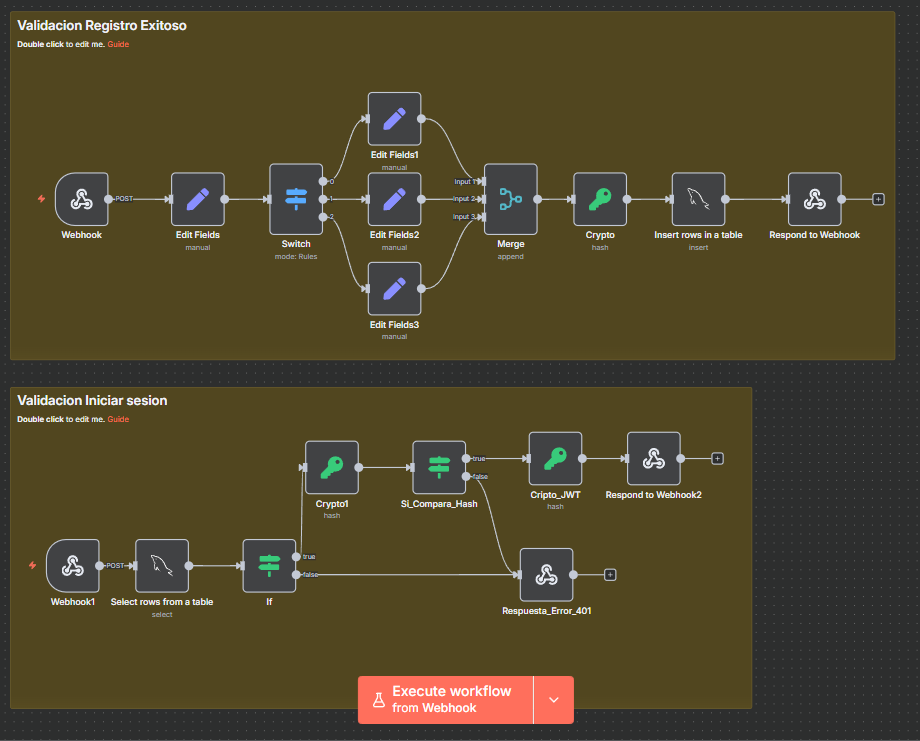 Validacion Registro Exitoso
Double click to edit me. Guide
Edit Fields1
manual
POST
0
1
2
Input 1
Input 2
Input 3
Webhook
Edit Fields
manual
Switch
mode: Rules
Edit Fields2
manual
Merge
append
Crypto
hash
Insert rows in a table
insert
Respond to Webhook
Edit Fields3
manual
Validacion Iniciar sesion
Double click to edit me. Guide
true
false
Crypto1
hash
Si_Compara_Hash
Cripto_JWT
hash
Respond to Webhook2
POST
true
false
Webhook1
Select rows from a table
select
If
Respuesta_Error_401
Execute workflow
from Webhook